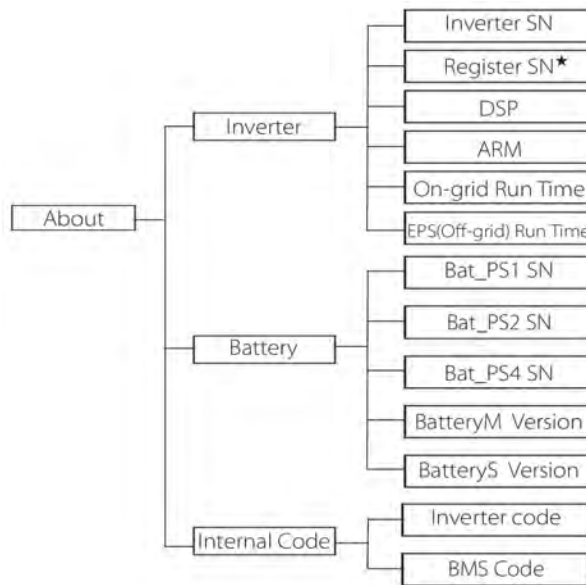 About
Inverter
Inverter SN
Register SN★
DSP
ARM
On-grid Run Time
EPS(Off-grid) Run Time
Battery
Bat_PS1 SN
Bat_PS2 SN
Bat_PS4 SN
BatteryM Version
BatteryS Version
Internal Code
Inverter code
BMS Code